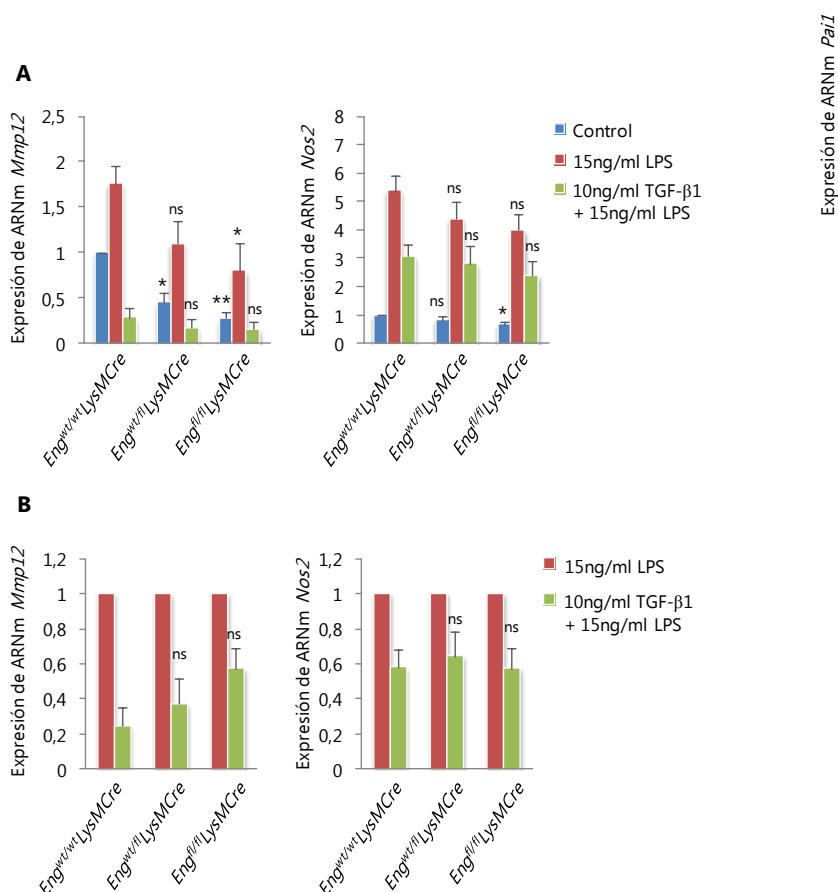 A
Expresión de ARNm Mmp12
2,5
2
1,5
1
0,5
0
ns
*
*
ns
**
ns
Eng^wt/wt LysMCre
Eng^wt/fl LysMCre
Eng^fl/fl LysMCre
Expresión de ARNm Nos2
8
7
6
5
4
3
2
1
0
ns
ns
ns
ns
ns
*
Eng^wt/wt LysMCre
Eng^wt/fl LysMCre
Eng^fl/fl LysMCre
Control
15ng/ml LPS
10ng/ml TGF-β1
+ 15ng/ml LPS
Expresión de ARNm Pai1
B
Expresión de ARNm Mmp12
1,2
1
0,8
0,6
0,4
0,2
0
ns
ns
Eng^wt/wt LysMCre
Eng^wt/fl LysMCre
Eng^fl/fl LysMCre
Expresión de ARNm Nos2
1,2
1
0,8
0,6
0,4
0,2
0
ns
ns
Eng^wt/wt LysMCre
Eng^wt/fl LysMCre
Eng^fl/fl LysMCre
15ng/ml LPS
10ng/ml TGF-β1
+ 15ng/ml LPS